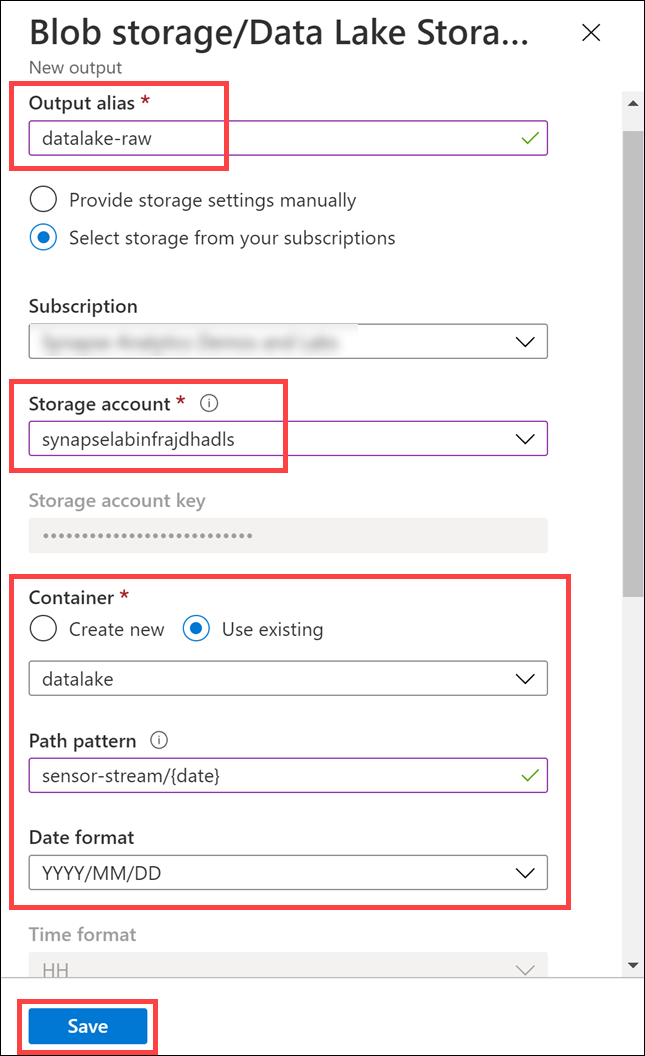 Blob storage/Data Lake Stora...
New output
Output alias *
datalake-raw
Provide storage settings manually
Select storage from your subscriptions
Subscription
Storage account *
synapselabinfrajdhadls
Storage account key
•••••••••••••••••••••••••••
Container *
Create new Use existing
datalake
Path pattern
sensor-stream/{date}
Date format
YYYY/MM/DD
Time format
HH
Save